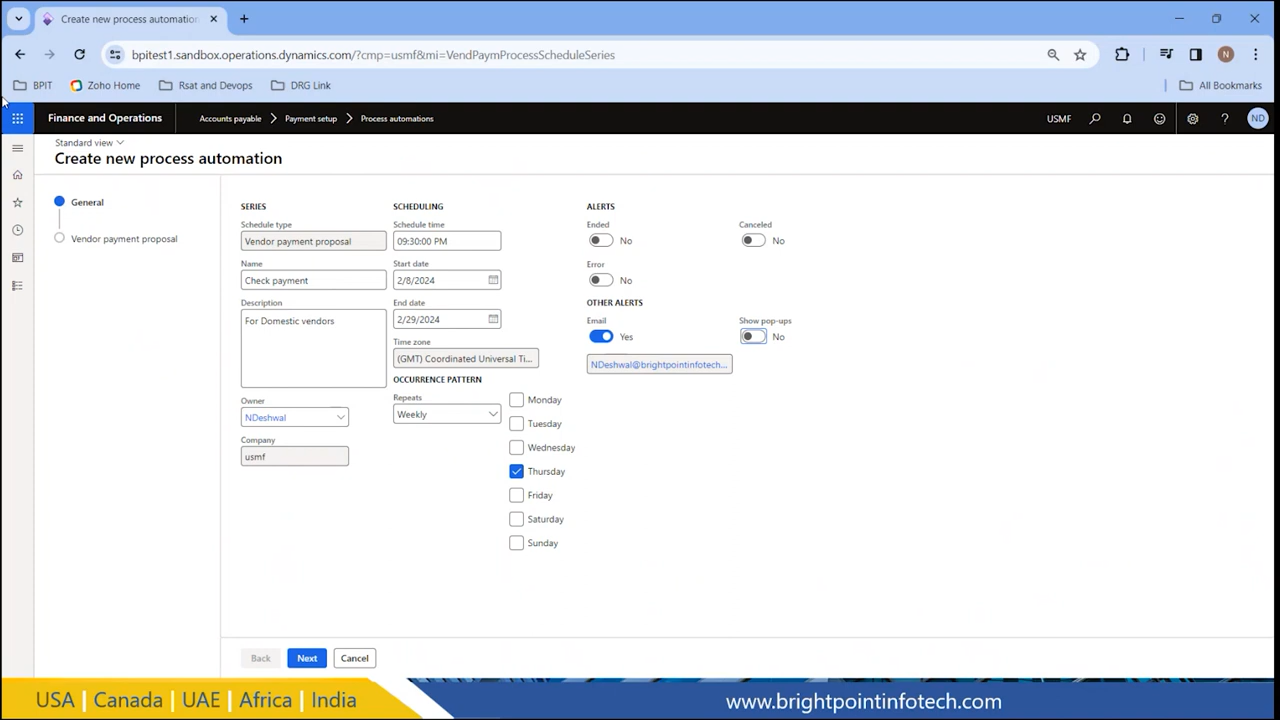 Create new process automation
bpitest1.sandbox.operations.dynamics.com/?cmp=usmf&mi=VendPaymProcessScheduleSeries
N
BPIT
Zoho Home
Rsat and Devops
DRG Link
All Bookmarks
Finance and Operations
Accounts payable
Payment setup
Process automations
USMF
ND
Standard view
Create new process automation
General
Vendor payment proposal
SERIES
Schedule type
Vendor payment proposal
Name
Check payment
Description
For Domestic vendors
Owner
NDeshwal
Company
usmf
SCHEDULING
Schedule time
09:30:00 PM
Start date
2/8/2024
End date
2/29/2024
Time zone
(GMT) Coordinated Universal Ti...
OCCURRENCE PATTERN
Repeats
Weekly
Monday
Tuesday
Wednesday
Thursday
Friday
Saturday
Sunday
ALERTS
Ended
No
Canceled
No
Error
No
OTHER ALERTS
Email
Yes
Show pop-ups
No
NDeshwal@brightpointinfotech...
Back
Next
Cancel
USA | Canada | UAE | Africa | India
www.brightpointinfotech.com